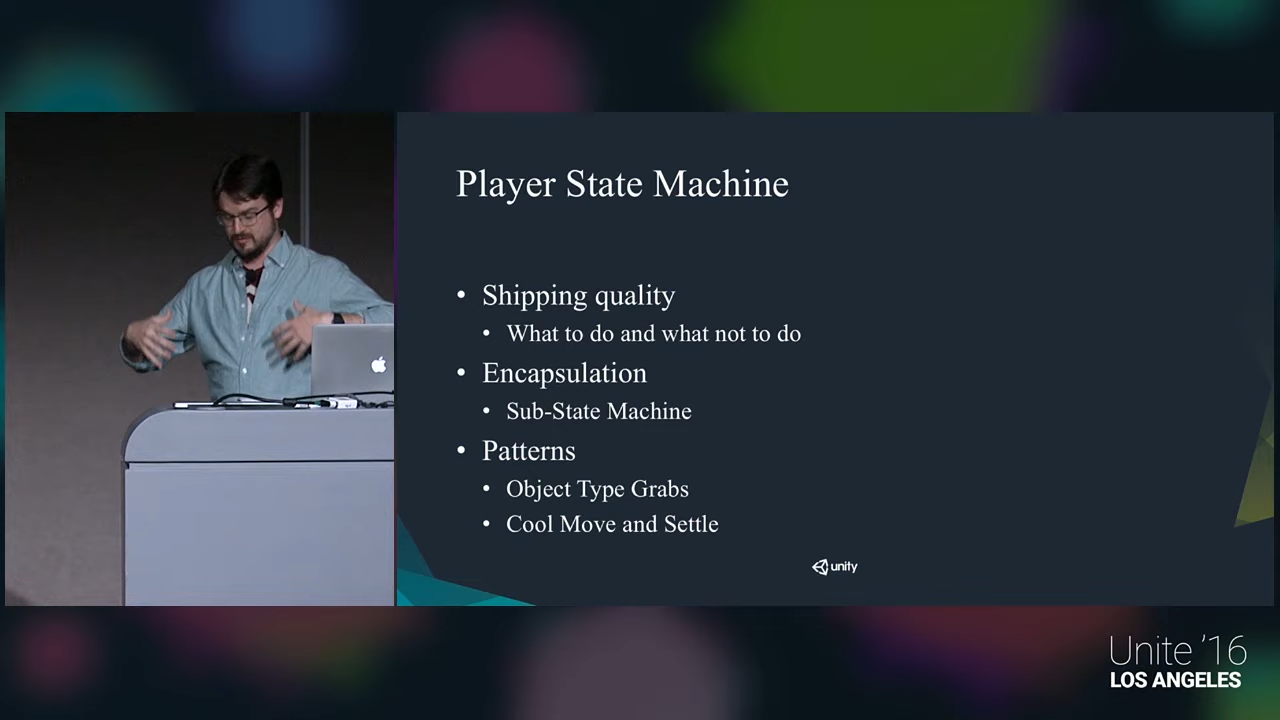 Player State Machine
• Shipping quality
• What to do and what not to do
• Encapsulation
• Sub-State Machine
• Patterns
• Object Type Grabs
• Cool Move and Settle
unity
Unite '16
LOS ANGELES